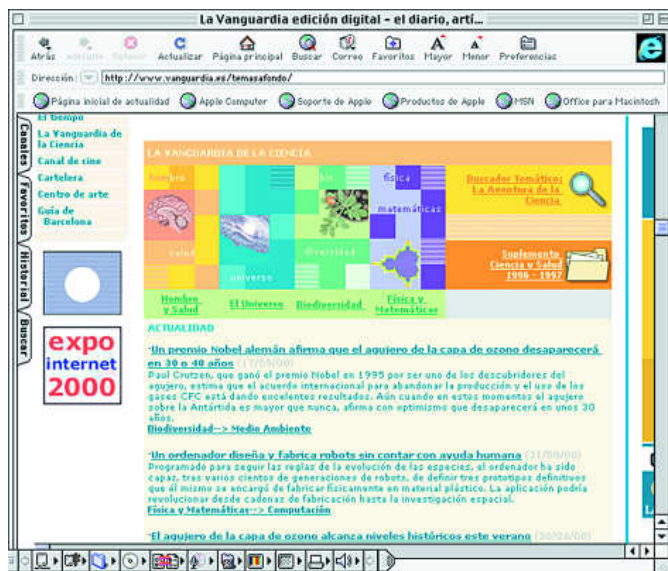 La Vanguardia edición digital - el diario, artí...
Atrás Adelante Detener Actualizar Página principal Buscar Correo Favoritos Mayor Menor Preferencias
Dirección: http://www.vanguardia.es/temasafondo/
Página inicial de actualidad Apple Computer Soporte de Apple Productos de Apple MSN Office para Macintosh
Canales
Favoritos
Historial
Buscar
El tiempo
La Vanguardia de
la Ciencia
Canal de cine
Cartelera
Centro de arte
Guía de
Barcelona
expo
internet
2000
LA VANGUARDIA DE LA CIENCIA
hombre
salud
universo
bio
diversidad
física
matemáticas
Buscador Temático:
La Aventura de la
Ciencia
Suplemento
Ciencia y Salud
1996 - 1997
Hombre
y Salud
El Universo
Biodiversidad
Física y
Matemáticas
ACTUALIDAD
·Un premio Nobel alemán afirma que el agujero de la capa de ozono desaparecerá
en 30 o 40 años
Paul Crutzen, que ganó el premio Nobel en 1995 por ser uno de los descubridores del
agujero, estima que el acuerdo internacional para abandonar la producción y el uso de los
gases CFC está dando excelentes resultados. Aún cuando en estos momentos el agujero
sobre la Antártida es mayor que nunca, afirma con optimismo que desaparecerá en unos 30
años.
Biodiversidad--> Medio Ambiente
·Un ordenador diseña y fabrica robots sin contar con ayuda humana
Programado para seguir las reglas de la evolución de las especies, el ordenador ha sido
capaz, tras varios cientos de generaciones de robots, de definir tres prototipos definitivos
que él mismo se encargó de fabricar físicamente en material plástico. La aplicación podría
revolucionar desde cadenas de fabricación hasta la investigación espacial.
Física y Matemáticas--> Computación
·El agujero de la capa de ozono alcanza niveles históricos este verano